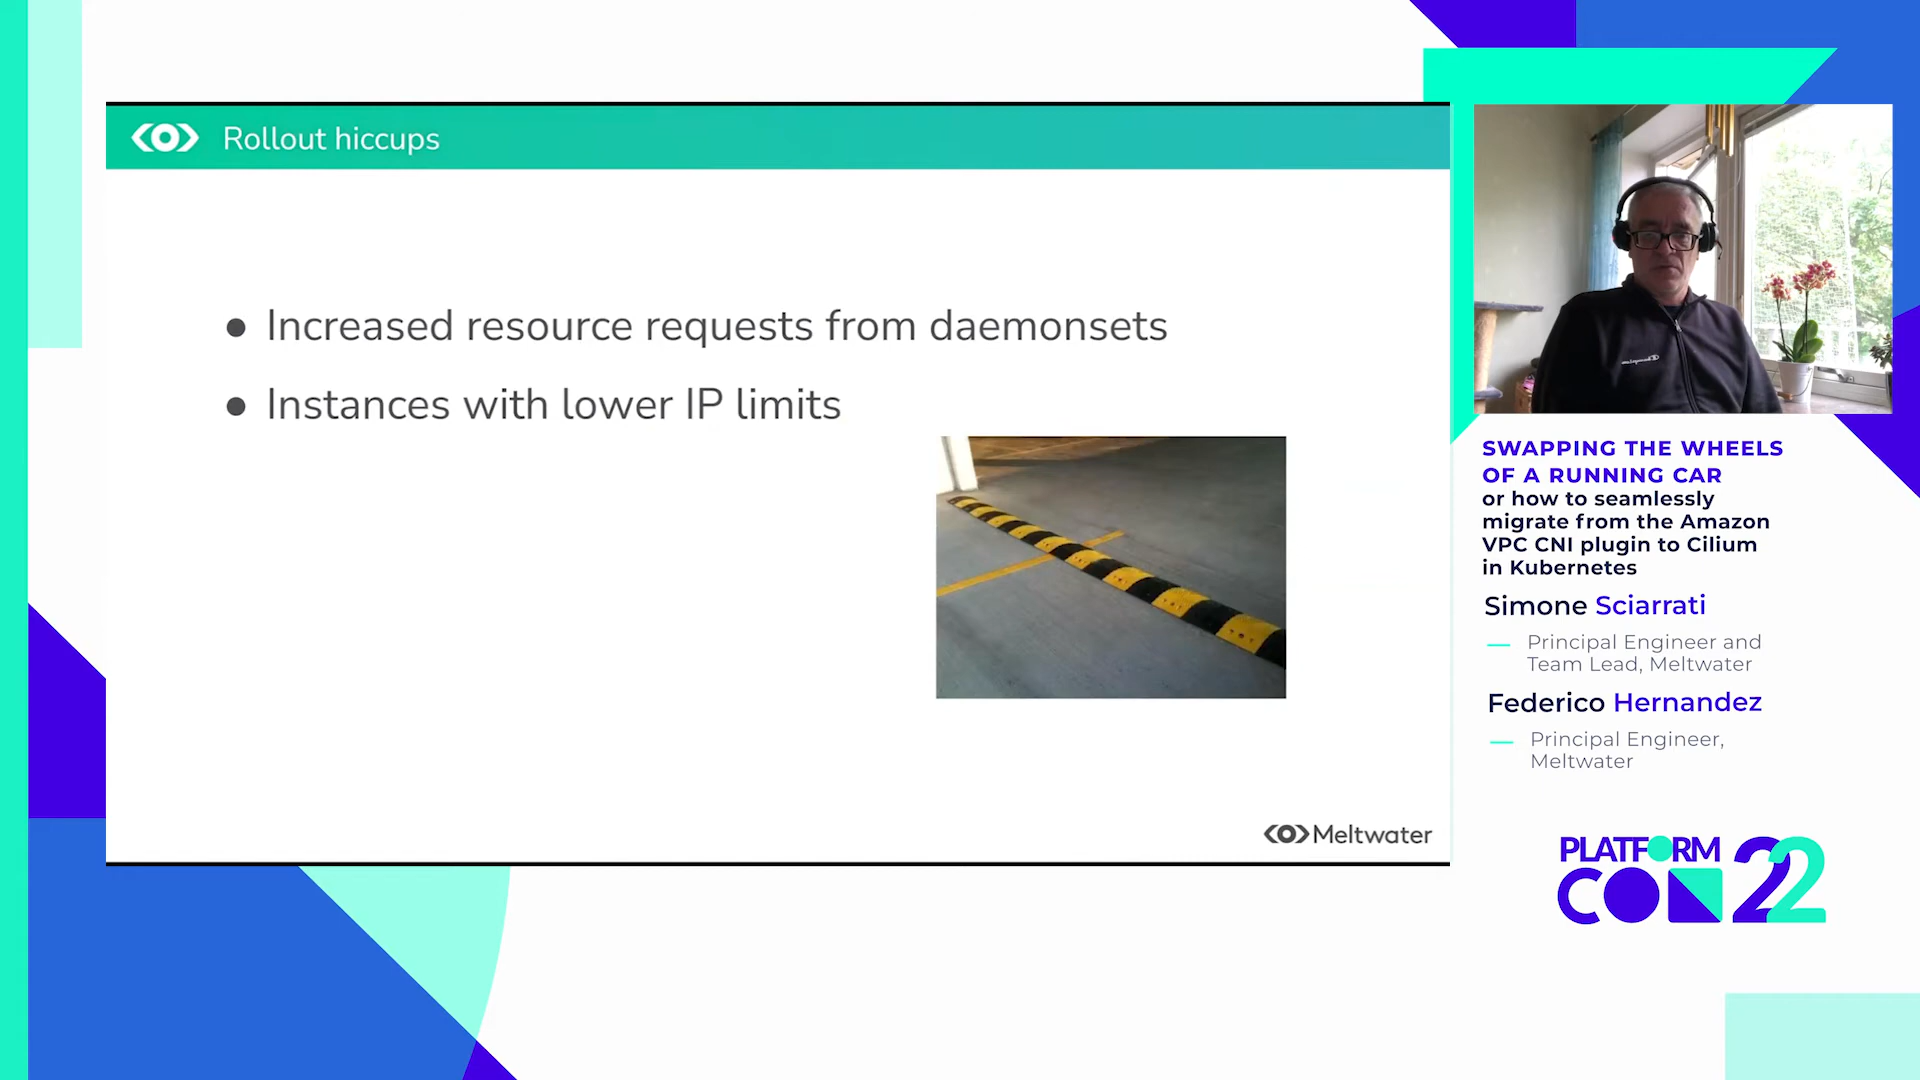 Rollout hiccups
● Increased resource requests from daemonsets
● Instances with lower IP limits
Meltwater
SWAPPING THE WHEELS
OF A RUNNING CAR
or how to seamlessly
migrate from the Amazon
VPC CNI plugin to Cilium
in Kubernetes
Simone Sciarrati
— Principal Engineer and
Team Lead, Meltwater
Federico Hernandez
— Principal Engineer,
Meltwater
PLATFORM
CON 22